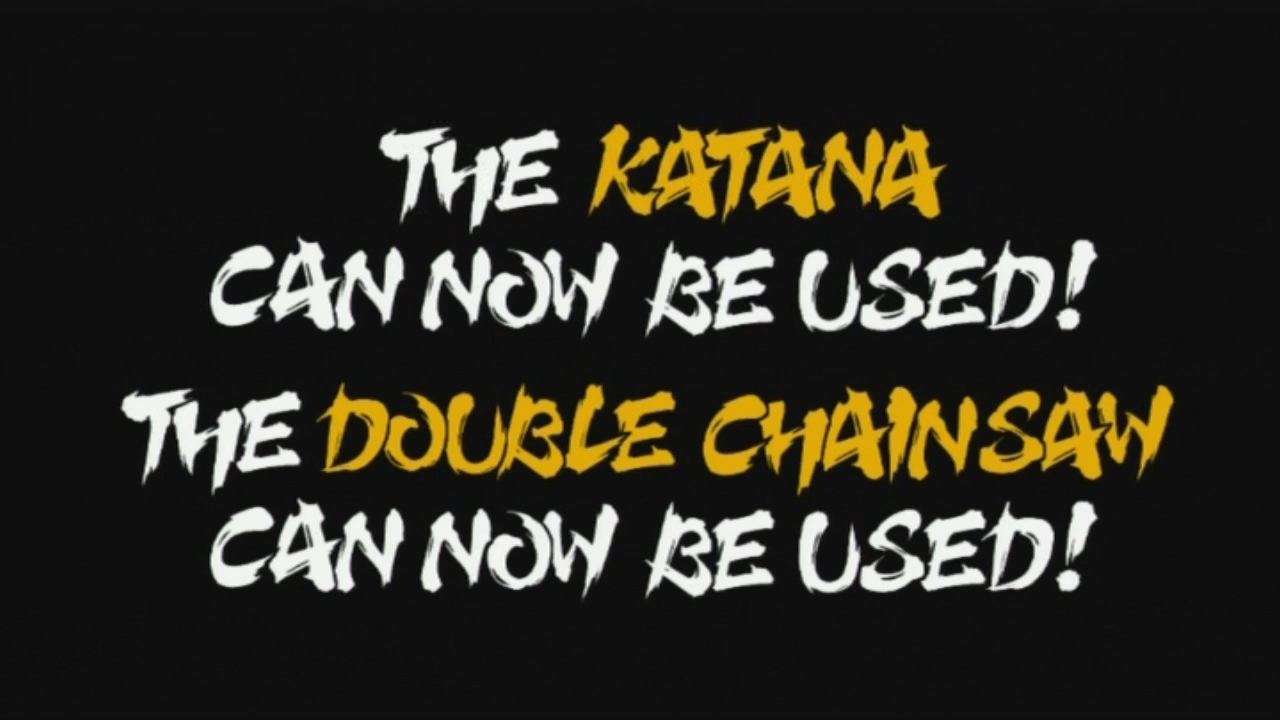 THE KATANA
CAN NOW BE USED!
THE DOUBLE CHAINSAW
CAN NOW BE USED!